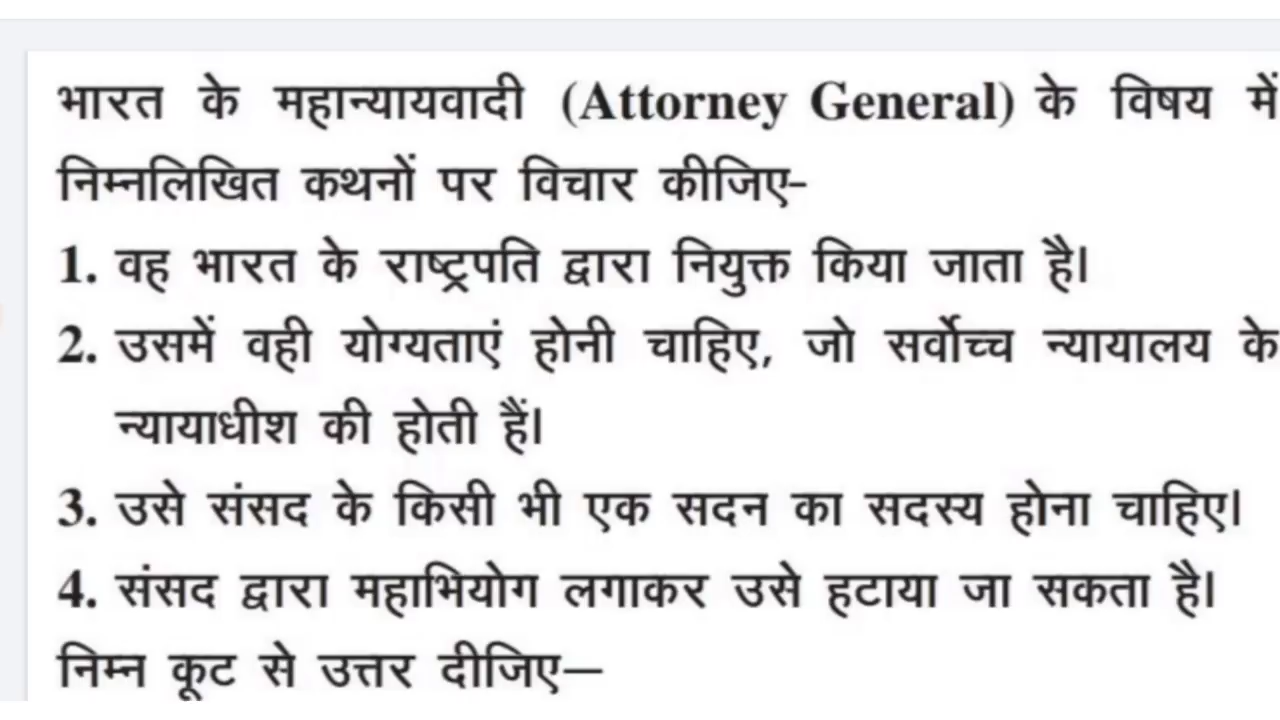 भारत के महान्यायवादी (Attorney General) के विषय में
निम्नलिखित कथनों पर विचार कीजिए-
1. वह भारत के राष्ट्रपति द्वारा नियुक्त किया जाता है।
2. उसमें वही योग्यताएं होनी चाहिए, जो सर्वोच्च न्यायालय के
न्यायाधीश की होती हैं।
3. उसे संसद के किसी भी एक सदन का सदस्य होना चाहिए।
4. संसद द्वारा महाभियोग लगाकर उसे हटाया जा सकता है।
निम्न कूट से उत्तर दीजिए—